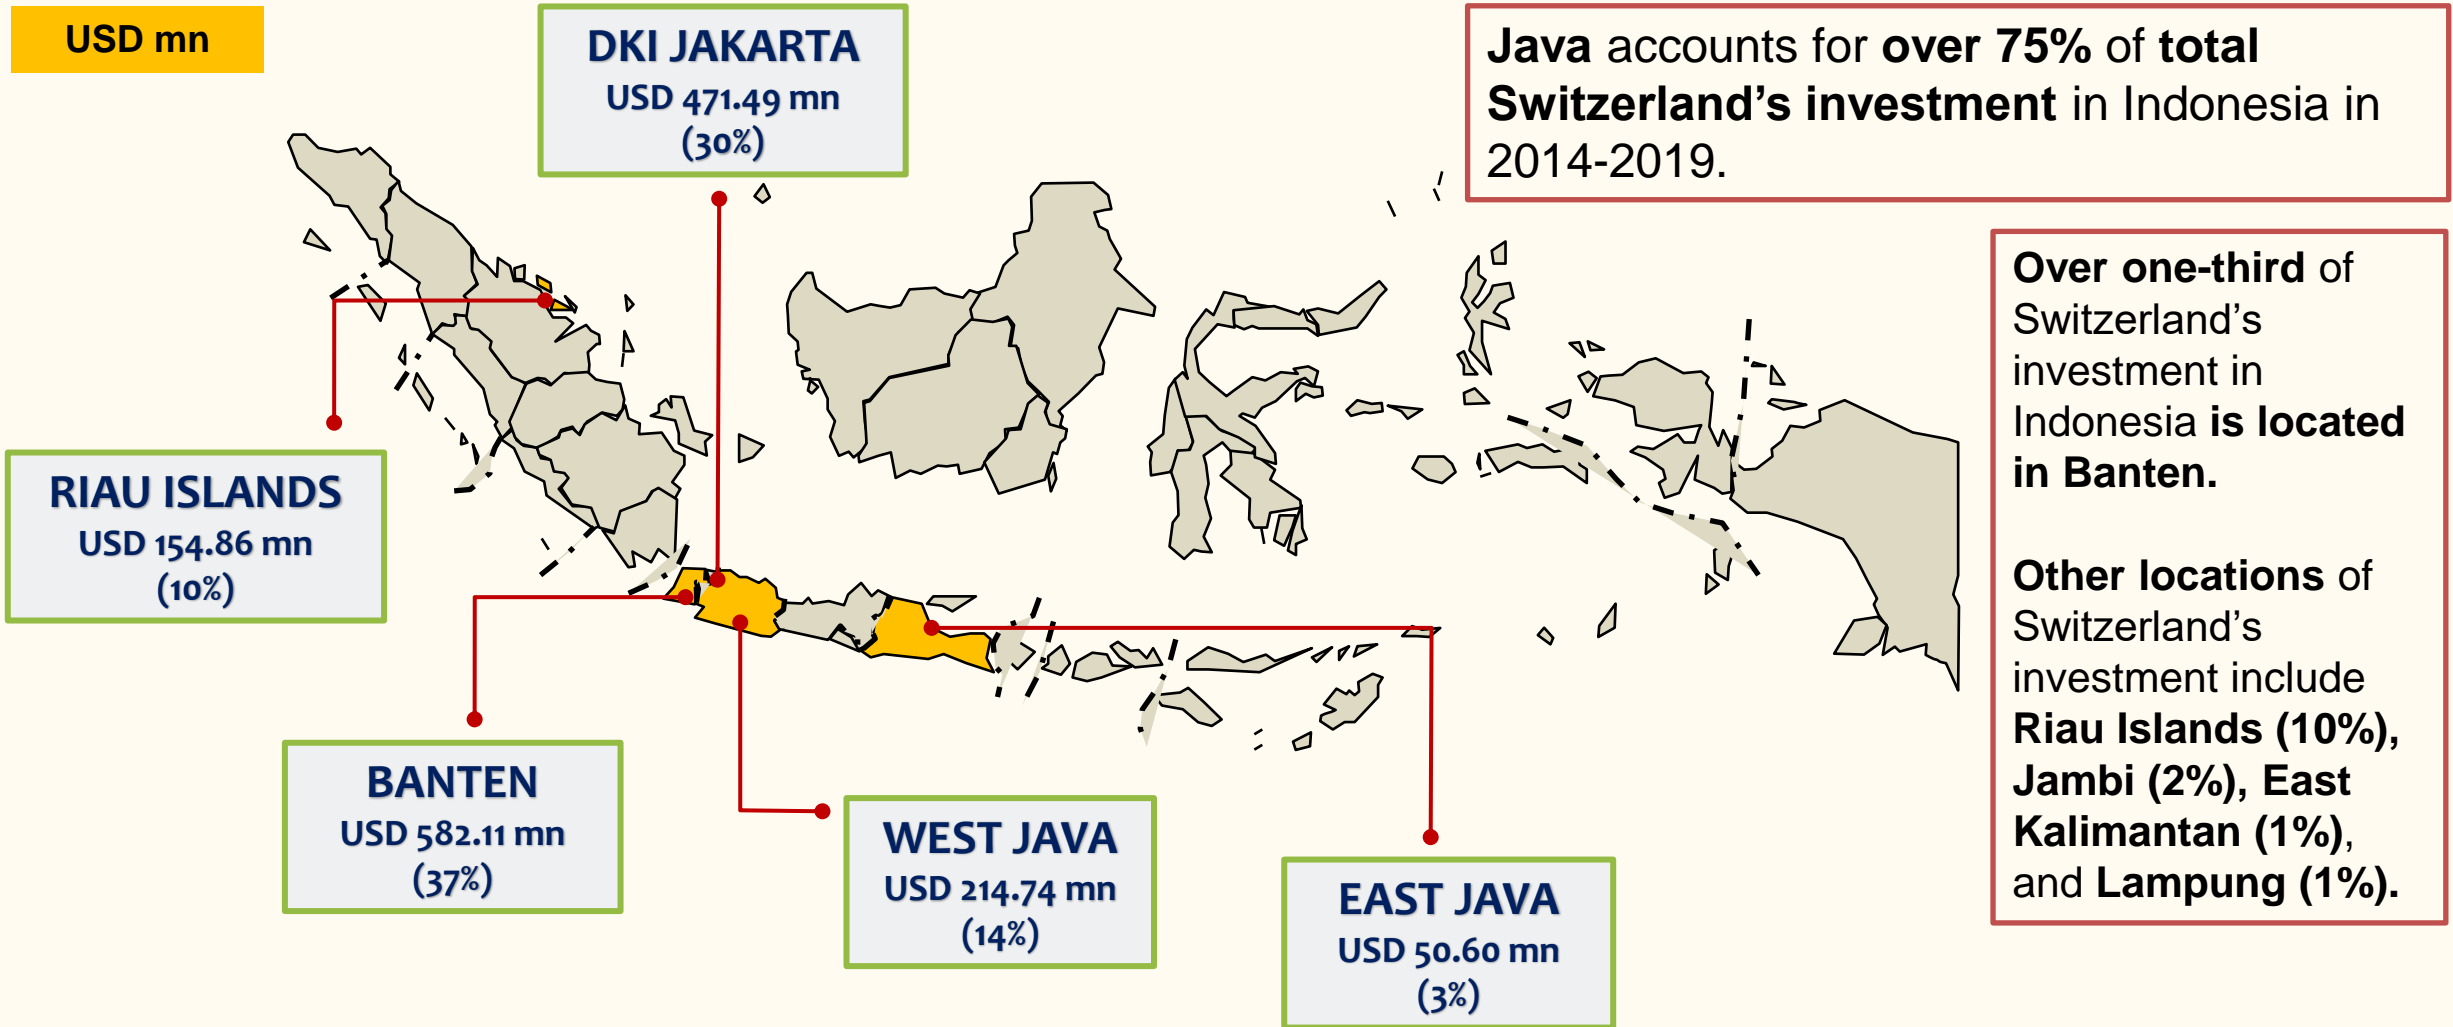 USD mn
DKI JAKARTA
USD 471.49 mn
(30%)
Java accounts for over 75% of total
Switzerland’s investment in Indonesia in
2014-2019.
Over one-third of
Switzerland’s
investment in
Indonesia is located
in Banten.
Other locations of
Switzerland’s
investment include
Riau Islands (10%),
Jambi (2%), East
Kalimantan (1%),
and Lampung (1%).
RIAU ISLANDS
USD 154.86 mn
(10%)
BANTEN
USD 582.11 mn
(37%)
WEST JAVA
USD 214.74 mn
(14%)
EAST JAVA
USD 50.60 mn
(3%)